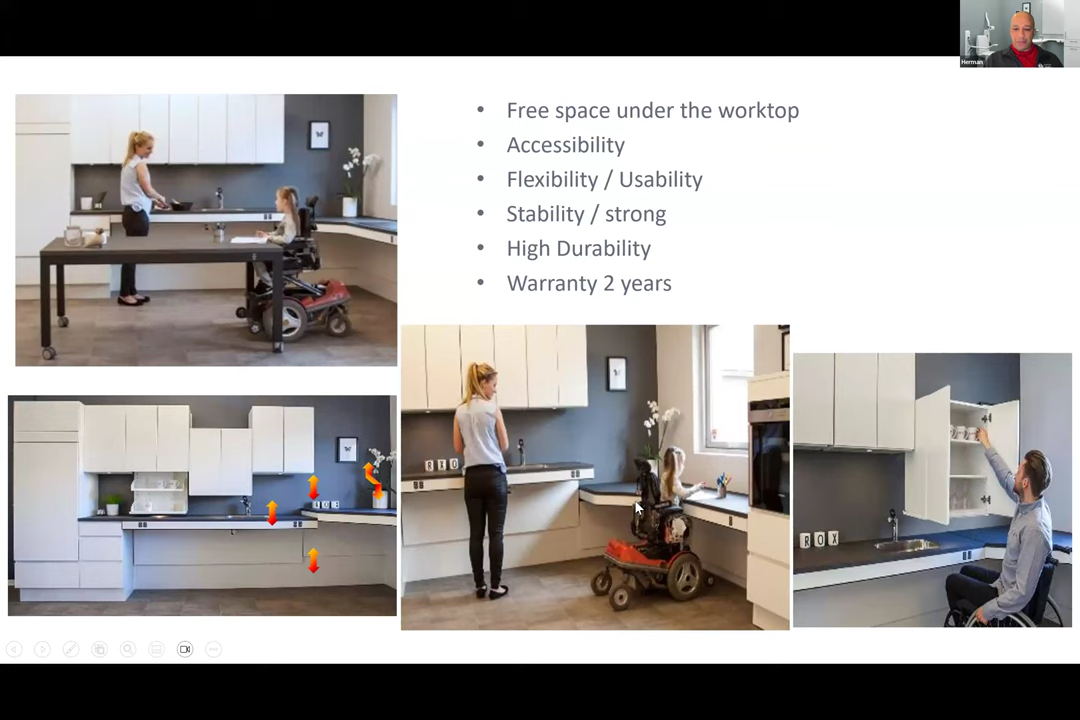 Herman
• Free space under the worktop
• Accessibility
• Flexibility / Usability
• Stability / strong
• High Durability
• Warranty 2 years
R I O
R O X